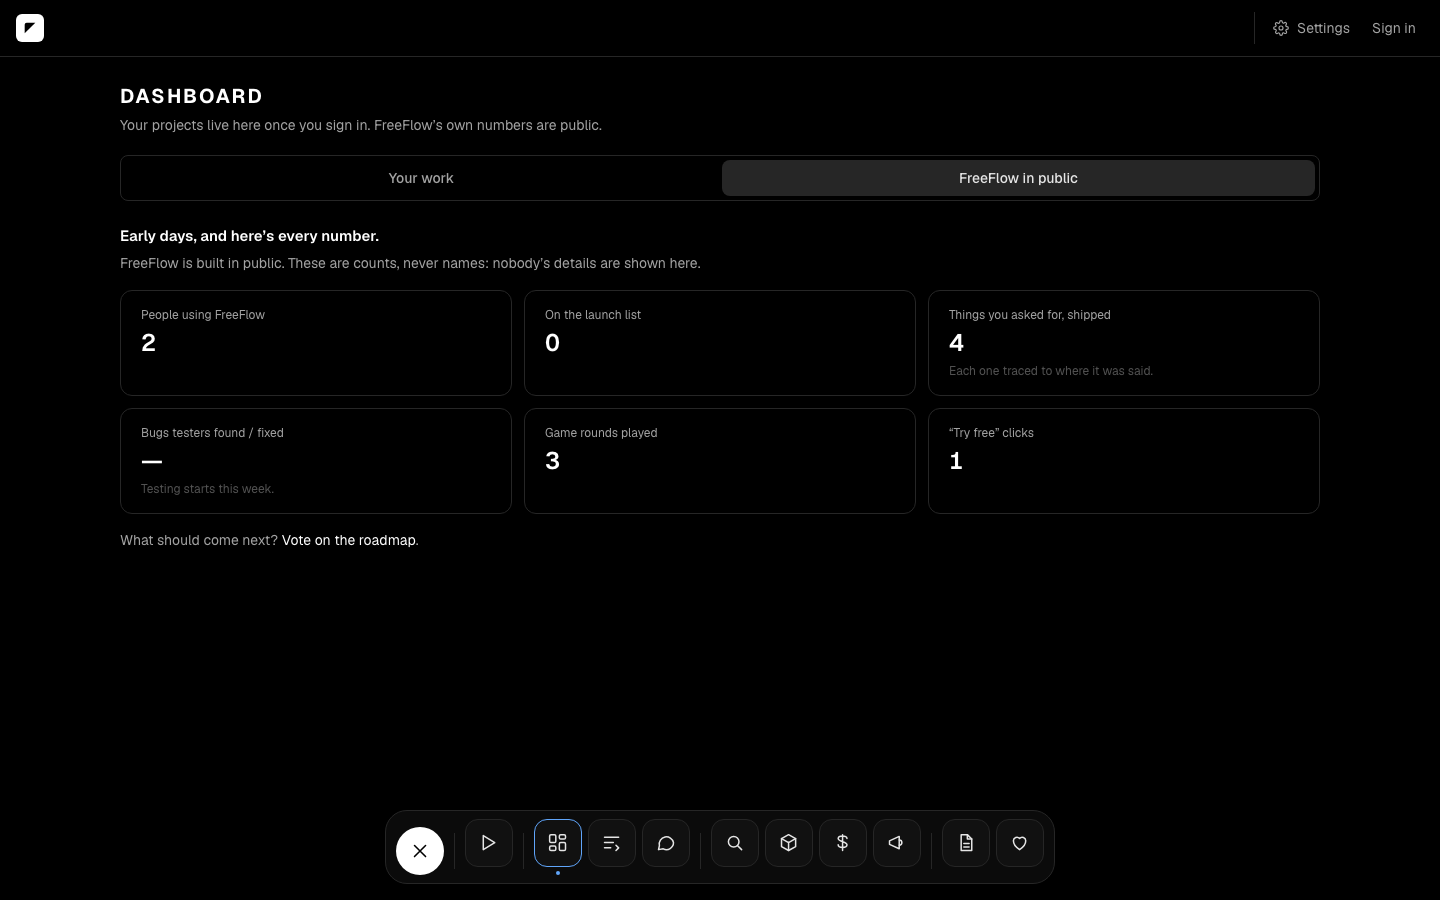 Settings
Sign in
DASHBOARD
Your projects live here once you sign in. FreeFlow’s own numbers are public.
Your work
FreeFlow in public
Early days, and here’s every number.
FreeFlow is built in public. These are counts, never names: nobody’s details are shown here.
People using FreeFlow
2
On the launch list
0
Things you asked for, shipped
4
Each one traced to where it was said.
Bugs testers found / fixed
—
Testing starts this week.
Game rounds played
3
“Try free” clicks
1
What should come next? Vote on the roadmap.